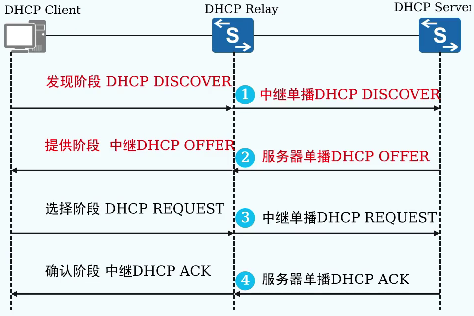 DHCP Client DHCP Relay DHCP Server
发现阶段 DHCP DISCOVER
1 中继单播DHCP DISCOVER
提供阶段 中继DHCP OFFER
2 服务器单播DHCP OFFER
选择阶段 DHCP REQUEST
3 中继单播DHCP REQUEST
确认阶段 中继DHCP ACK
4 服务器单播DHCP ACK